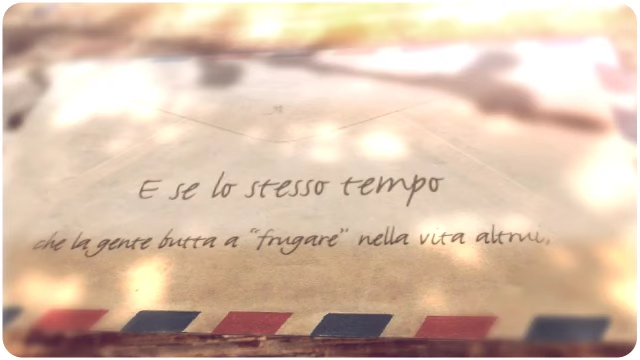 E se lo stesso tempo
che la gente butta a "frugare" nella vita altrui,